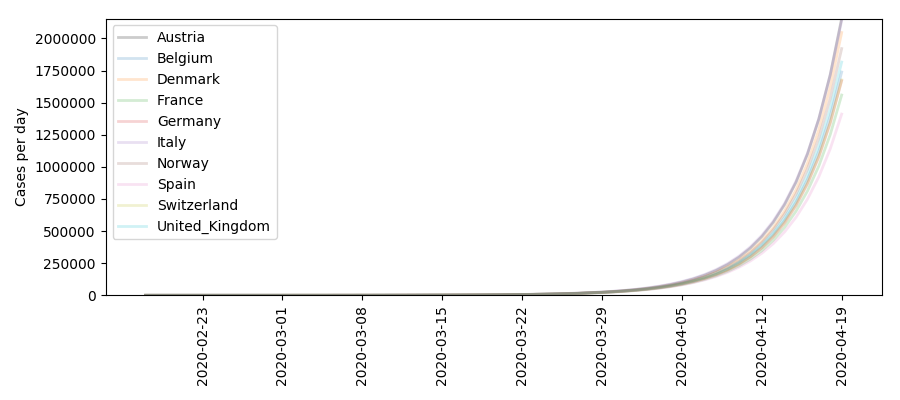 2000000
1750000
1500000
1250000
1000000
750000
500000
250000
0
Cases per day
Austria
Belgium
Denmark
France
Germany
Italy
Norway
Spain
Switzerland
United_Kingdom
2020-02-23
2020-03-01
2020-03-08
2020-03-15
2020-03-22
2020-03-29
2020-04-05
2020-04-12
2020-04-19